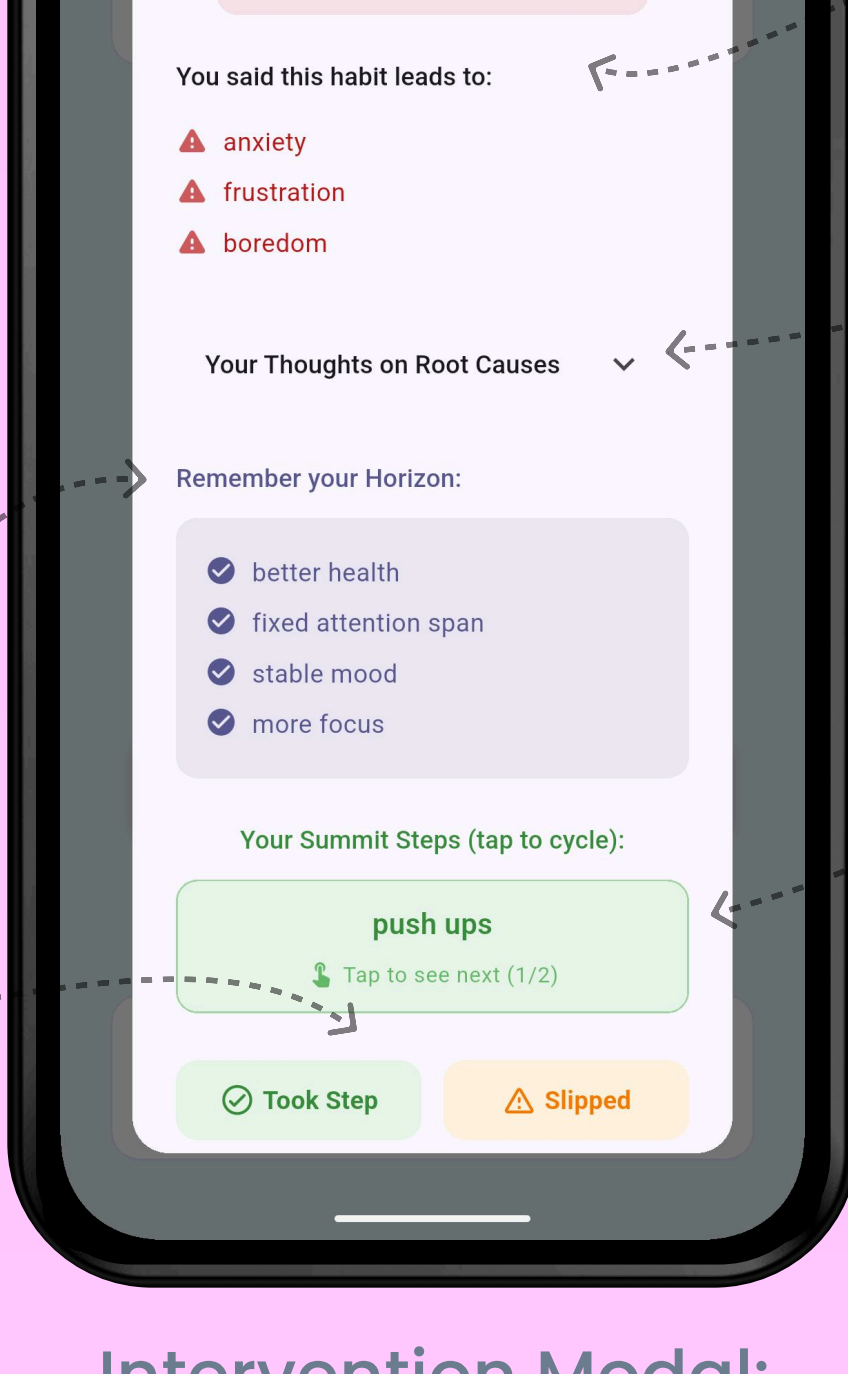 You said this habit leads to:
anxiety
frustration
boredom
Your Thoughts on Root Causes
Remember your Horizon:
better health
fixed attention span
stable mood
more focus
Your Summit Steps (tap to cycle):
push ups
Tap to see next (1/2)
Took Step
Slipped
Intervention Modal: